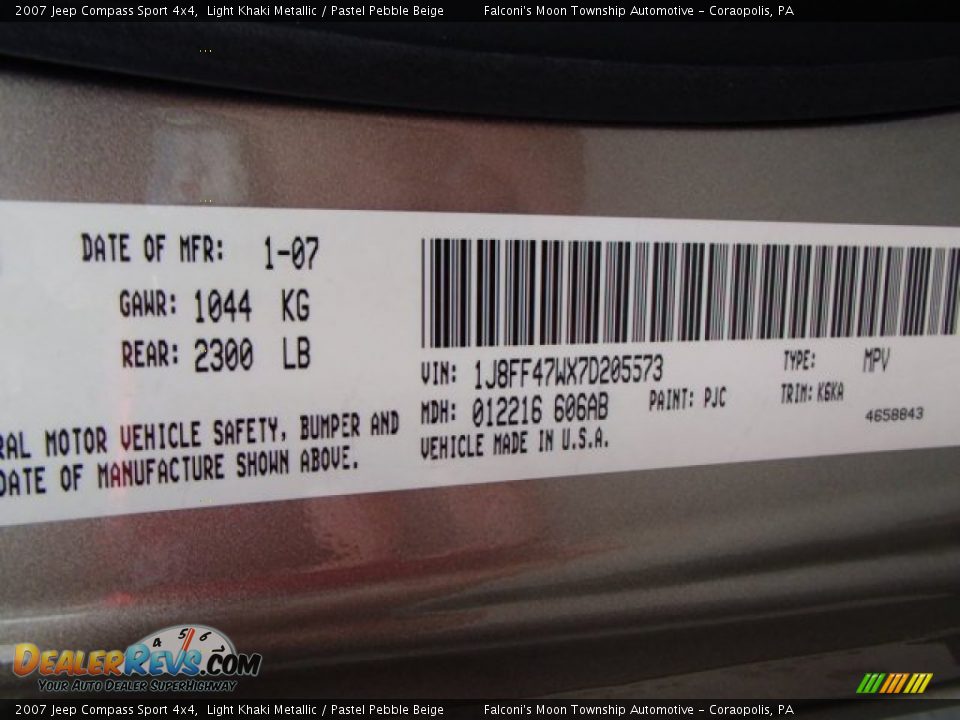 2007 Jeep Compass Sport 4x4, Light Khaki Metallic / Pastel Pebble Beige Falconi's Moon Township Automotive - Coraopolis, PA
DATE OF MFR: 1-07
GAWR: 1044 KG
REAR: 2300 LB
RAL MOTOR VEHICLE SAFETY, BUMPER AND
DATE OF MANUFACTURE SHOWN ABOVE.
VIN: 1J8FF47WX7D205573 TYPE: MPV
MDH: 012216 606AB PAINT: PJC TRIM: K6KA
VEHICLE MADE IN U.S.A. 4658843
4 5 6
DEALERREVS.COM
YOUR AUTO DEALER SUPERHIGHWAY
2007 Jeep Compass Sport 4x4, Light Khaki Metallic / Pastel Pebble Beige Falconi's Moon Township Automotive - Coraopolis, PA